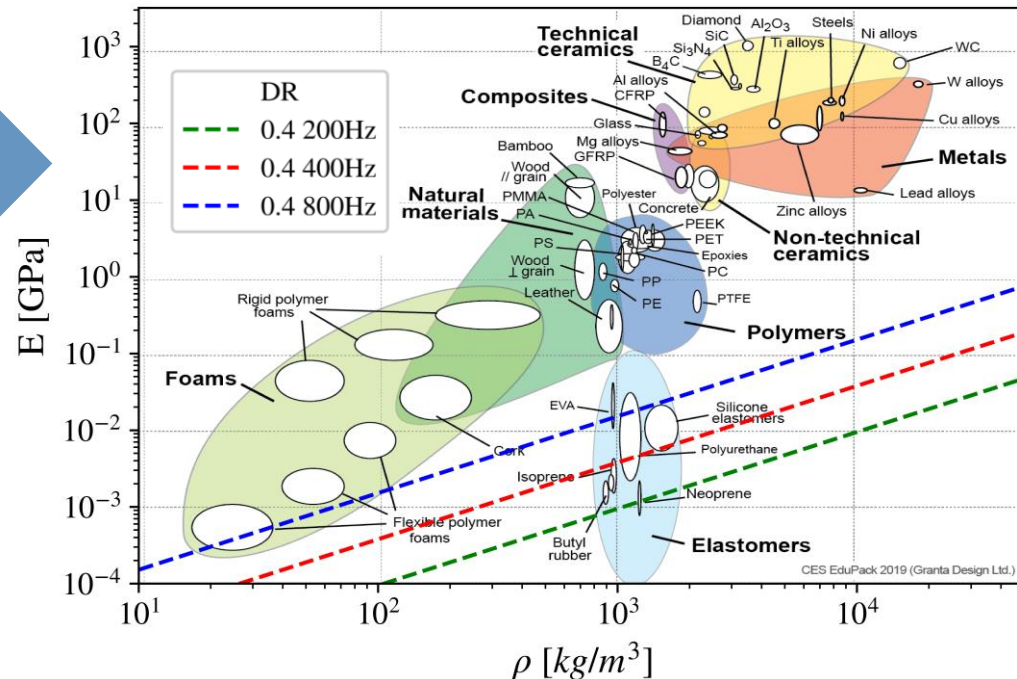 E [GPa]
10³
10²
10¹
10⁰
10⁻¹
10⁻²
10⁻³
10⁻⁴
10¹
10²
10³
10⁴
ρ [kg/m³]
DR
0.4 200Hz
0.4 400Hz
0.4 800Hz
Technical
ceramics
Diamond
SiC
Si₃N₄
B₄C
Al₂O₃
Ti alloys
Steels
Ni alloys
WC
W alloys
Al alloys
CFRP
Composites
Glass
Mg alloys
GFRP
Cu alloys
Metals
Lead alloys
Zinc alloys
Non-technical
ceramics
Bamboo
Wood
// grain
Natural
materials
PMMA
PA
PS
Wood
⊥ grain
Leather
Polyester
Concrete
PEEK
PET
Epoxies
PC
PP
PE
PTFE
Polymers
Rigid polymer
foams
Foams
Cork
Flexible polymer
foams
EVA
Silicone
elastomers
Polyurethane
Isoprene
Neoprene
Butyl
rubber
Elastomers
CES EduPack 2019 (Granta Design Ltd.)